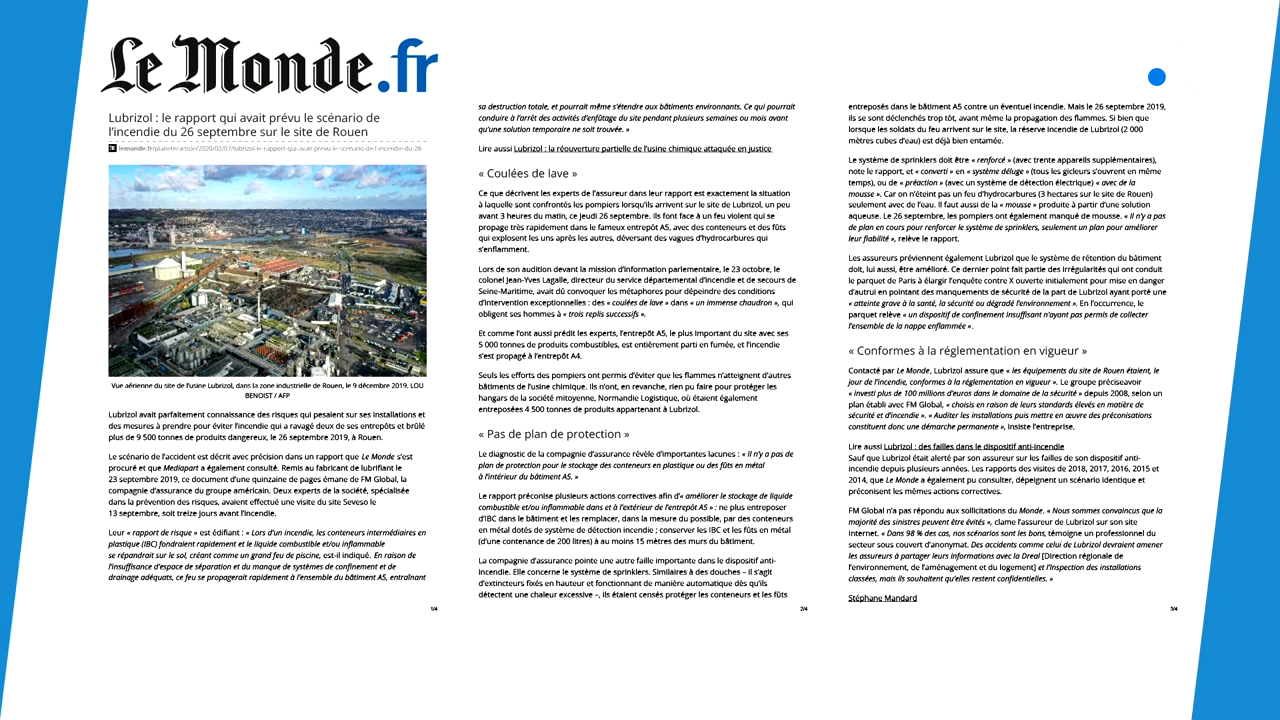 Le Monde.fr
Lubrizol : le rapport qui avait prévu le scénario de
l'incendie du 26 septembre sur le site de Rouen
lemonde.fr/planete/article/2020/02/07/lubrizol-le-rapport-qui-avait-prevu-le-scenario-de-l-incendie-du-26-
Vue aérienne du site de l'usine Lubrizol, dans la zone industrielle de Rouen, le 9 décembre 2019. LOU
BENOIST / AFP
Lubrizol avait parfaitement connaissance des risques qui pesaient sur ses installations et
des mesures à prendre pour éviter l'incendie qui a ravagé deux de ses entrepôts et brûlé
plus de 9 500 tonnes de produits dangereux, le 26 septembre 2019, à Rouen.
Le scénario de l'accident est décrit avec précision dans un rapport que Le Monde s'est
procuré et que Mediapart a également consulté. Remis au fabricant de lubrifiant le
23 septembre 2019, ce document d'une quinzaine de pages émane de FM Global, la
compagnie d'assurance du groupe américain. Deux experts de la société, spécialisée
dans la prévention des risques, avaient effectué une visite du site Seveso le
13 septembre, soit treize jours avant l'incendie.
Leur « rapport de risque » est édifiant : « Lors d'un incendie, les conteneurs intermédiaires en
plastique (IBC) fondraient rapidement et le liquide combustible et/ou inflammable
se répandrait sur le sol, créant comme un grand feu de piscine, est-il indiqué. En raison de
l'insuffisance d'espace de séparation et du manque de systèmes de confinement et de
drainage adéquats, ce feu se propagerait rapidement à l'ensemble du bâtiment A5, entraînant
1/4
sa destruction totale, et pourrait même s'étendre aux bâtiments environnants. Ce qui pourrait
conduire à l'arrêt des activités d'enfûtage du site pendant plusieurs semaines ou mois avant
qu'une solution temporaire ne soit trouvée. »
Lire aussi Lubrizol : la réouverture partielle de l'usine chimique attaquée en justice
« Coulées de lave »
Ce que décrivent les experts de l'assureur dans leur rapport est exactement la situation
à laquelle sont confrontés les pompiers lorsqu'ils arrivent sur le site de Lubrizol, un peu
avant 3 heures du matin, ce jeudi 26 septembre. Ils font face à un feu violent qui se
propage très rapidement dans le fameux entrepôt A5, avec des conteneurs et des fûts
qui explosent les uns après les autres, déversant des vagues d'hydrocarbures qui
s'enflamment.
Lors de son audition devant la mission d'information parlementaire, le 23 octobre, le
colonel Jean-Yves Lagalle, directeur du service départemental d'incendie et de secours de
Seine-Maritime, avait dû convoquer les métaphores pour dépeindre des conditions
d'intervention exceptionnelles : des « coulées de lave » dans « un immense chaudron », qui
obligent ses hommes à « trois replis successifs ».
Et comme l'ont aussi prédit les experts, l'entrepôt A5, le plus important du site avec ses
5 000 tonnes de produits combustibles, est entièrement parti en fumée, et l'incendie
s'est propagé à l'entrepôt A4.
Seuls les efforts des pompiers ont permis d'éviter que les flammes n'atteignent d'autres
bâtiments de l'usine chimique. Ils n'ont, en revanche, rien pu faire pour protéger les
hangars de la société mitoyenne, Normandie Logistique, où étaient également
entreposées 4 500 tonnes de produits appartenant à Lubrizol.
« Pas de plan de protection »
Le diagnostic de la compagnie d'assurance révèle d'importantes lacunes : « Il n'y a pas de
plan de protection pour le stockage des conteneurs en plastique ou des fûts en métal
à l'intérieur du bâtiment A5. »
Le rapport préconise plusieurs actions correctives afin d'« améliorer le stockage de liquide
combustible et/ou inflammable dans et à l'extérieur de l'entrepôt A5 » : ne plus entreposer
d'IBC dans le bâtiment et les remplacer, dans la mesure du possible, par des conteneurs
en métal dotés de système de détection incendie ; conserver les IBC et les fûts en métal
(d'une contenance de 200 litres) à au moins 15 mètres des murs du bâtiment.
La compagnie d'assurance pointe une autre faille importante dans le dispositif anti-
incendie. Elle concerne le système de sprinklers. Similaires à des douches – il s'agit
d'extincteurs fixés en hauteur et fonctionnant de manière automatique dès qu'ils
détectent une chaleur excessive –, ils étaient censés protéger les conteneurs et les fûts
2/4
entreposés dans le bâtiment A5 contre un éventuel incendie. Mais le 26 septembre 2019,
ils se sont déclenchés trop tôt, avant même la propagation des flammes. Si bien que
lorsque les soldats du feu arrivent sur le site, la réserve incendie de Lubrizol (2 000
mètres cubes d'eau) est déjà bien entamée.
Le système de sprinklers doit être « renforcé » (avec trente appareils supplémentaires),
note le rapport, et « converti » en « système déluge » (tous les gicleurs s'ouvrent en même
temps), ou de « préaction » (avec un système de détection électrique) « avec de la
mousse ». Car on n'éteint pas un feu d'hydrocarbures (3 hectares sur le site de Rouen)
seulement avec de l'eau. Il faut aussi de la « mousse » produite à partir d'une solution
aqueuse. Le 26 septembre, les pompiers ont également manqué de mousse. « Il n'y a pas
de plan en cours pour renforcer le système de sprinklers, seulement un plan pour améliorer
leur fiabilité », relève le rapport.
Les assureurs préviennent également Lubrizol que le système de rétention du bâtiment
doit, lui aussi, être amélioré. Ce dernier point fait partie des irrégularités qui ont conduit
le parquet de Paris à élargir l'enquête contre X ouverte initialement pour mise en danger
d'autrui en pointant des manquements de sécurité de la part de Lubrizol ayant porté une
« atteinte grave à la santé, la sécurité ou dégradé l'environnement ». En l'occurrence, le
parquet relève « un dispositif de confinement insuffisant n'ayant pas permis de collecter
l'ensemble de la nappe enflammée ».
« Conformes à la réglementation en vigueur »
Contacté par Le Monde, Lubrizol assure que « les équipements du site de Rouen étaient, le
jour de l'incendie, conformes à la réglementation en vigueur ». Le groupe préciseavoir
« investi plus de 100 millions d'euros dans le domaine de la sécurité » depuis 2008, selon un
plan établi avec FM Global, « choisis en raison de leurs standards élevés en matière de
sécurité et d'incendie ». « Auditer les installations puis mettre en œuvre des préconisations
constituent donc une démarche permanente », insiste l'entreprise.
Lire aussi Lubrizol : des failles dans le dispositif anti-incendie
Sauf que Lubrizol était alerté par son assureur sur les failles de son dispositif anti-
incendie depuis plusieurs années. Les rapports des visites de 2018, 2017, 2016, 2015 et
2014, que Le Monde a également pu consulter, dépeignent un scénario identique et
préconisent les mêmes actions correctives.
FM Global n'a pas répondu aux sollicitations du Monde. « Nous sommes convaincus que la
majorité des sinistres peuvent être évités », clame l'assureur de Lubrizol sur son site
Internet. « Dans 98 % des cas, nos scénarios sont les bons, témoigne un professionnel du
secteur sous couvert d'anonymat. Des accidents comme celui de Lubrizol devraient amener
les assureurs à partager leurs informations avec la Dreal [Direction régionale de
l'environnement, de l'aménagement et du logement] et l'Inspection des installations
classées, mais ils souhaitent qu'elles restent confidentielles. »
Stéphane Mandard
3/4